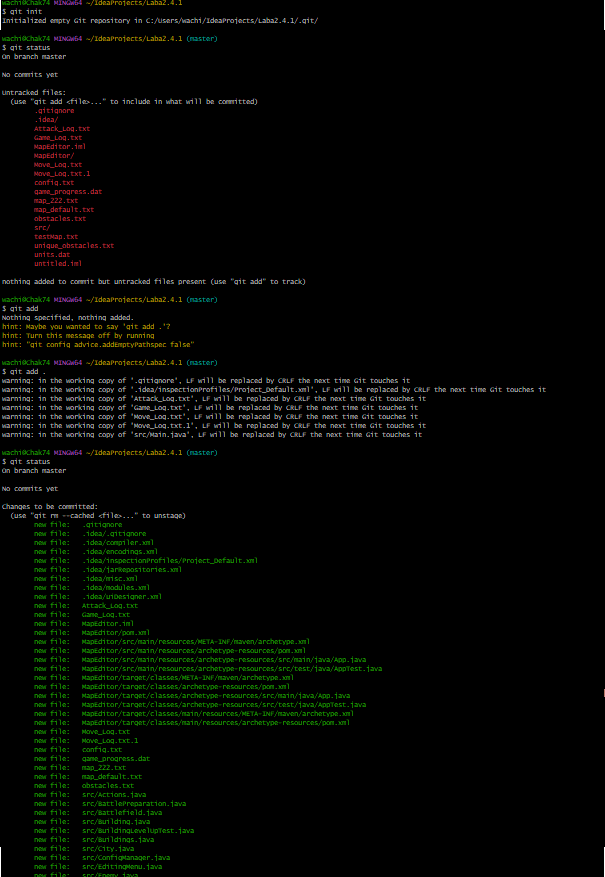 wachi@Chak74 MINGW64 ~/IdeaProjects/Laba2.4.1
$ git init
Initialized empty Git repository in C:/Users/wachi/IdeaProjects/Laba2.4.1/.git/
wachi@Chak74 MINGW64 ~/IdeaProjects/Laba2.4.1 (master)
$ git status
On branch master
No commits yet
Untracked files:
(use "git add <file>..." to include in what will be committed)
.gitignore
.idea/
Attack_Log.txt
Game_Log.txt
MapEditor.iml
MapEditor/
Move_Log.txt
Move_Log.txt.1
config.txt
game_progress.dat
map_ZZZ.txt
map_default.txt
obstacles.txt
src/
testMap.txt
unique_obstacles.txt
units.dat
untitled.iml
nothing added to commit but untracked files present (use "git add" to track)
wachi@Chak74 MINGW64 ~/IdeaProjects/Laba2.4.1 (master)
$ git add
Nothing specified, nothing added.
hint: Maybe you wanted to say 'git add .'?
hint: Turn this message off by running
hint: "git config advice.addEmptyPathspec false"
wachi@Chak74 MINGW64 ~/IdeaProjects/Laba2.4.1 (master)
$ git add .
warning: in the working copy of '.gitignore', LF will be replaced by CRLF the next time Git touches it
warning: in the working copy of '.idea/inspectionProfiles/Project_Default.xml', LF will be replaced by CRLF the next time Git touches it
warning: in the working copy of 'Attack_Log.txt', LF will be replaced by CRLF the next time Git touches it
warning: in the working copy of 'Game_Log.txt', LF will be replaced by CRLF the next time Git touches it
warning: in the working copy of 'Move_Log.txt', LF will be replaced by CRLF the next time Git touches it
warning: in the working copy of 'Move_Log.txt.1', LF will be replaced by CRLF the next time Git touches it
warning: in the working copy of 'src/Main.java', LF will be replaced by CRLF the next time Git touches it
wachi@Chak74 MINGW64 ~/IdeaProjects/Laba2.4.1 (master)
$ git status
On branch master
No commits yet
Changes to be committed:
(use "git rm --cached <file>..." to unstage)
new file:   .gitignore
new file:   .idea/.gitignore
new file:   .idea/compiler.xml
new file:   .idea/encodings.xml
new file:   .idea/inspectionProfiles/Project_Default.xml
new file:   .idea/jarRepositories.xml
new file:   .idea/misc.xml
new file:   .idea/modules.xml
new file:   .idea/uiDesigner.xml
new file:   Attack_Log.txt
new file:   Game_Log.txt
new file:   MapEditor.iml
new file:   MapEditor/pom.xml
new file:   MapEditor/src/main/resources/META-INF/maven/archetype.xml
new file:   MapEditor/src/main/resources/archetype-resources/pom.xml
new file:   MapEditor/src/main/resources/archetype-resources/src/main/java/App.java
new file:   MapEditor/src/main/resources/archetype-resources/src/test/java/AppTest.java
new file:   MapEditor/target/classes/META-INF/maven/archetype.xml
new file:   MapEditor/target/classes/archetype-resources/pom.xml
new file:   MapEditor/target/classes/archetype-resources/src/main/java/App.java
new file:   MapEditor/target/classes/archetype-resources/src/test/java/AppTest.java
new file:   MapEditor/target/classes/main/resources/META-INF/maven/archetype.xml
new file:   MapEditor/target/classes/main/resources/archetype-resources/pom.xml
new file:   Move_Log.txt
new file:   Move_Log.txt.1
new file:   config.txt
new file:   game_progress.dat
new file:   map_ZZZ.txt
new file:   map_default.txt
new file:   obstacles.txt
new file:   src/Actions.java
new file:   src/BattlePreparation.java
new file:   src/Battlefield.java
new file:   src/Building.java
new file:   src/BuildingLevelUpTest.java
new file:   src/Buildings.java
new file:   src/City.java
new file:   src/ConfigManager.java
new file:   src/EditingMenu.java
new file:   src/Enemy.java